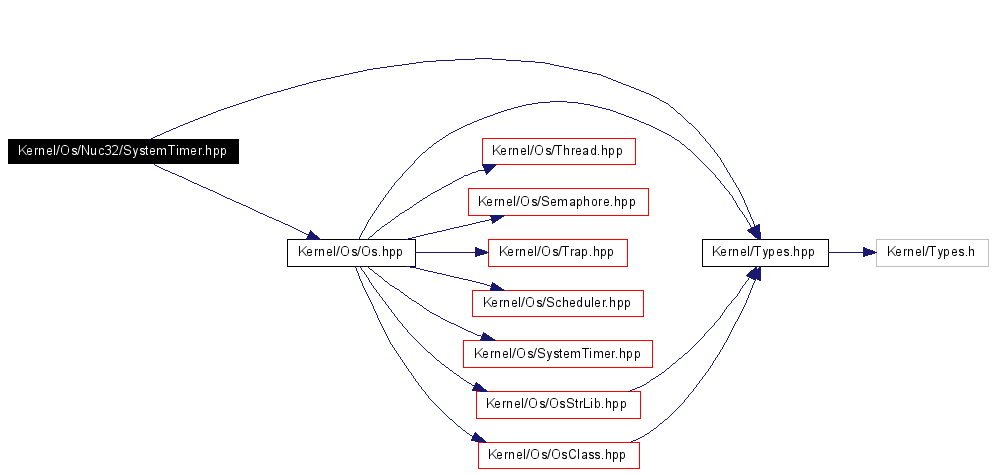 Kernel/Os/Nuc32/SystemTimer.hpp
Kernel/Os/Os.hpp
Kernel/Os/Thread.hpp
Kernel/Os/Semaphore.hpp
Kernel/Os/Trap.hpp
Kernel/Os/Scheduler.hpp
Kernel/Os/SystemTimer.hpp
Kernel/Os/OsStrLib.hpp
Kernel/Os/OsClass.hpp
Kernel/Types.hpp
Kernel/Types.h